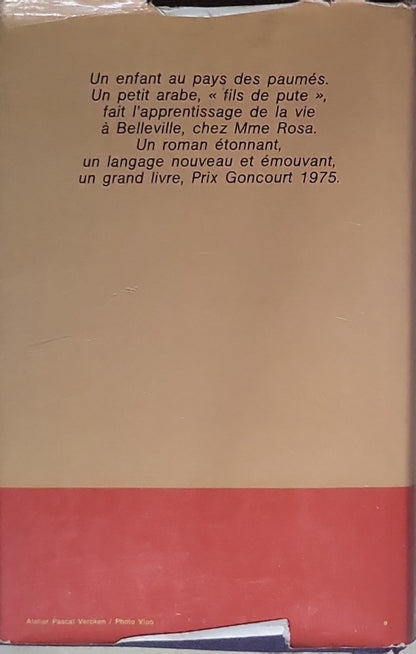 Un enfant au pays des paumés.
Un petit arabe, « fils de pute »,
fait l'apprentissage de la vie
à Belleville, chez Mme Rosa.
Un roman étonnant,
un langage nouveau et émouvant,
un grand livre, Prix Goncourt 1975.
Atelier Pascal Vercken / Photo Vloo